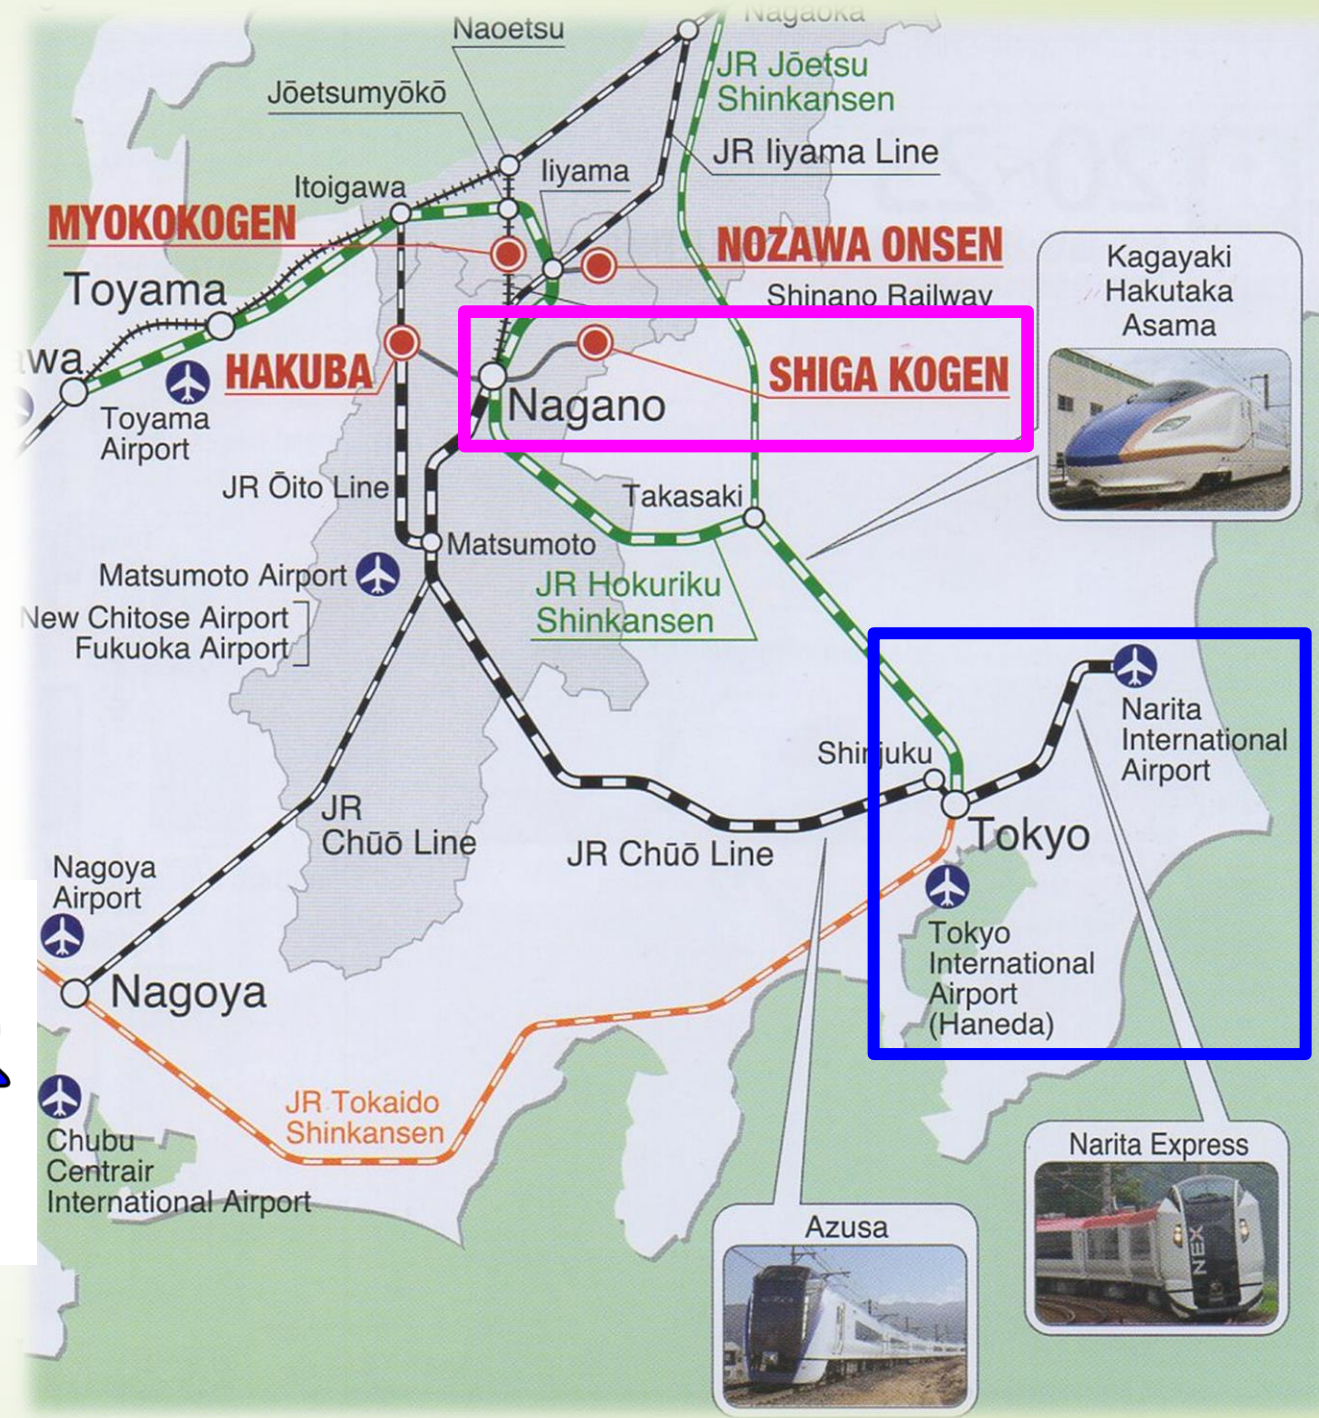 Nagaoka
Naoetsu
JR Jōetsu
Shinkansen
Jōetsumyōkō
JR Iiyama Line
Iiyama
Itoigawa
MYOKOKOGEN
NOZAWA ONSEN
Kagayaki
Hakutaka
Asama
Toyama
Shinano Railway
awa
HAKUBA
SHIGA KOGEN
Nagano
Toyama
Airport
JR Ōito Line
Takasaki
Matsumoto
Matsumoto Airport
JR Hokuriku
Shinkansen
New Chitose Airport
Fukuoka Airport
Narita
International
Airport
Shinjuku
JR
Chūō Line
JR Chūō Line
Tokyo
Nagoya
Airport
Tokyo
International
Airport
(Haneda)
Nagoya
JR Tokaido
Shinkansen
Chubu
Centrair
International Airport
Narita Express
NEX
Azusa